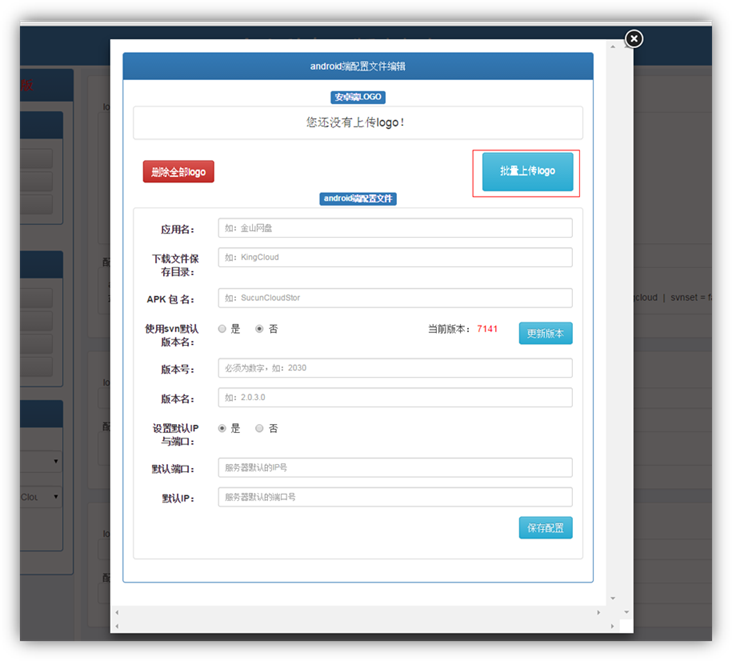 android端配置文件编辑
安卓端LOGO
您还没有上传logo！
删除全部logo
批量上传logo
android端配置文件
应用名：
如：金山网盘
下载文件保
存目录：
如：KingCloud
APK 包 名：
如：SucunCloudStor
使用svn默认
版本名：
是
否
当前版本： 7141
更新版本
版本号：
必须为数字，如：2030
版本名：
如：2.0.3.0
设置默认IP
与端口：
是
否
默认端口：
服务器默认的IP号
默认IP：
服务器默认的端口号
保存配置
gcloud | svnset = f
Clou